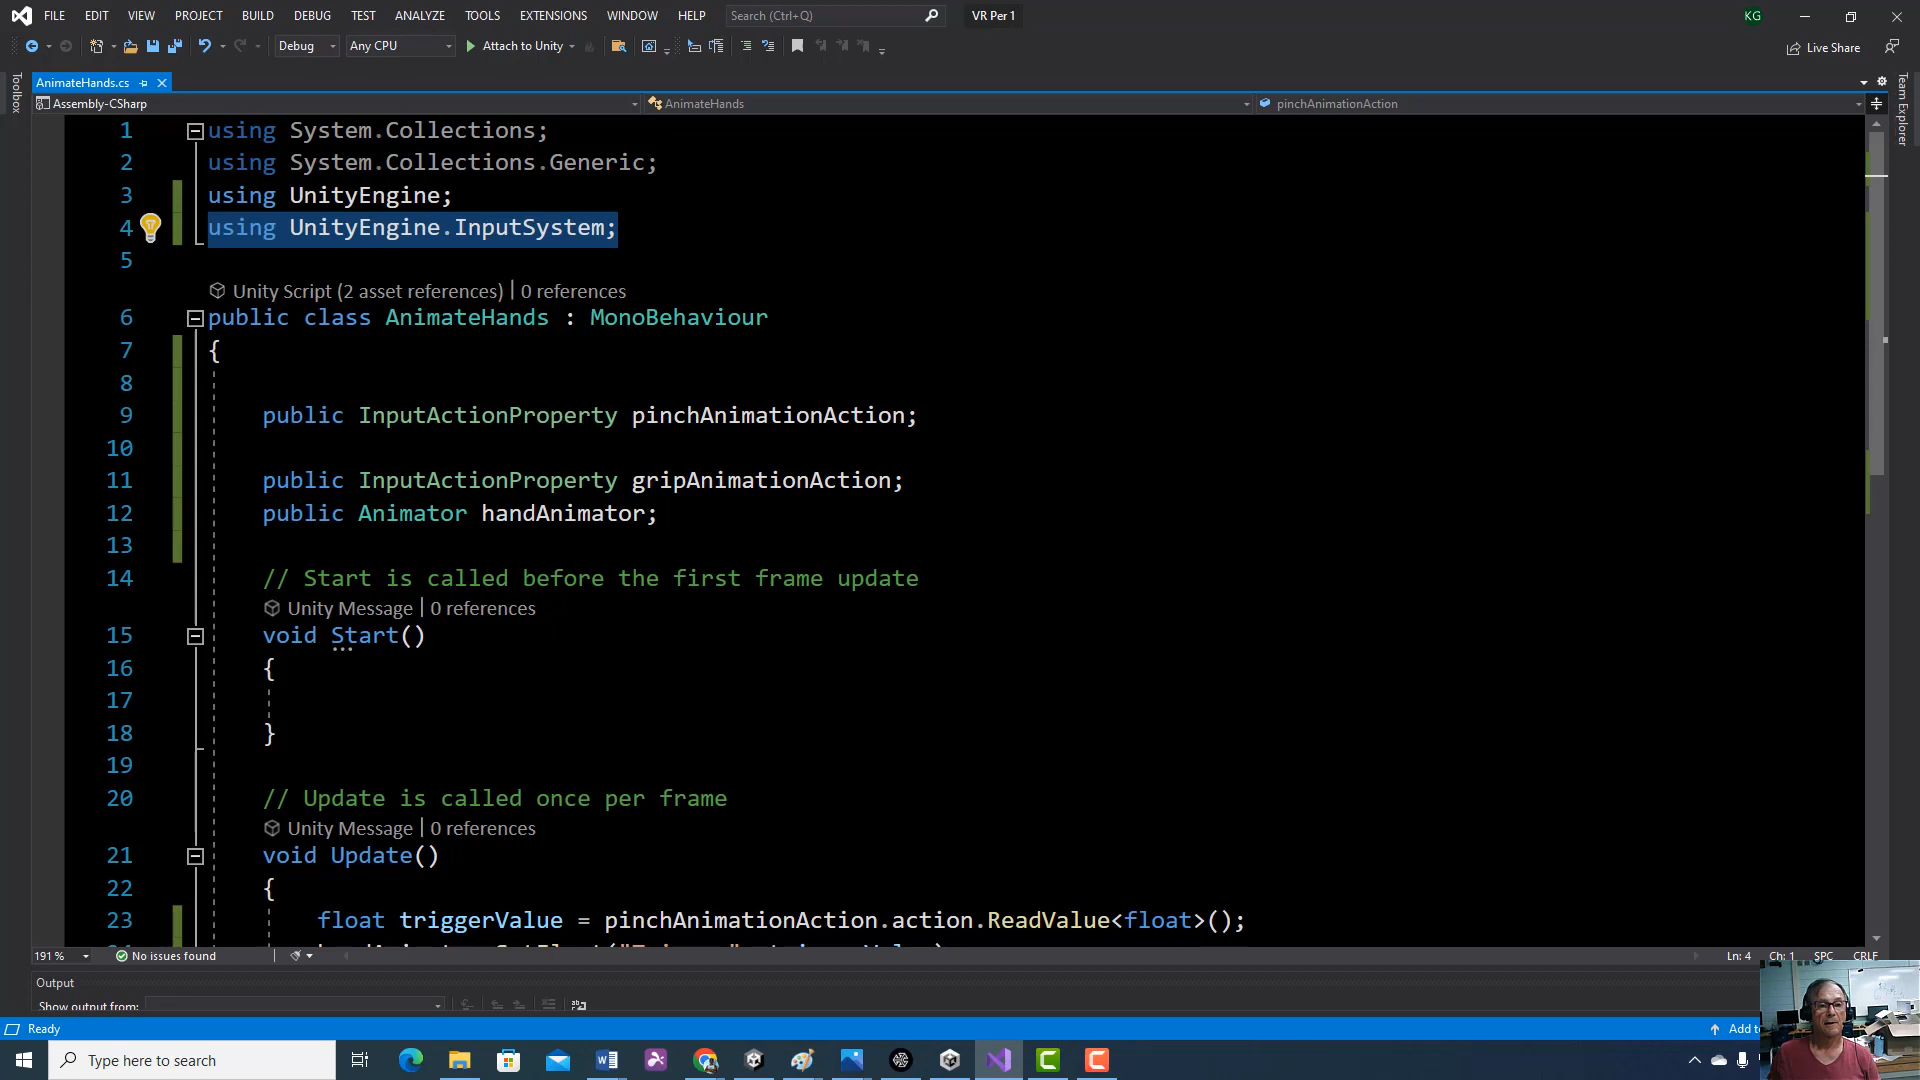 FILE EDIT VIEW PROJECT BUILD DEBUG TEST ANALYZE TOOLS EXTENSIONS WINDOW HELP Search (Ctrl+Q) VR Per 1 KG
Debug Any CPU Attach to Unity Live Share
Toolbox
AnimateHands.cs
Team Explorer
Assembly-CSharp AnimateHands pinchAnimationAction
1 using System.Collections;
2 using System.Collections.Generic;
3 using UnityEngine;
4 using UnityEngine.InputSystem;
5
Unity Script (2 asset references) | 0 references
6 public class AnimateHands : MonoBehaviour
7 {
8
9 public InputActionProperty pinchAnimationAction;
10
11 public InputActionProperty gripAnimationAction;
12 public Animator handAnimator;
13
14 // Start is called before the first frame update
Unity Message | 0 references
15 void Start()
16 {
17
18 }
19
20 // Update is called once per frame
Unity Message | 0 references
21 void Update()
22 {
23 float triggerValue = pinchAnimationAction.action.ReadValue<float>();
191 % No issues found Ln: 4 Ch: 1 SPC CRLF
Output
Show output from:
Ready Add to
Type here to search